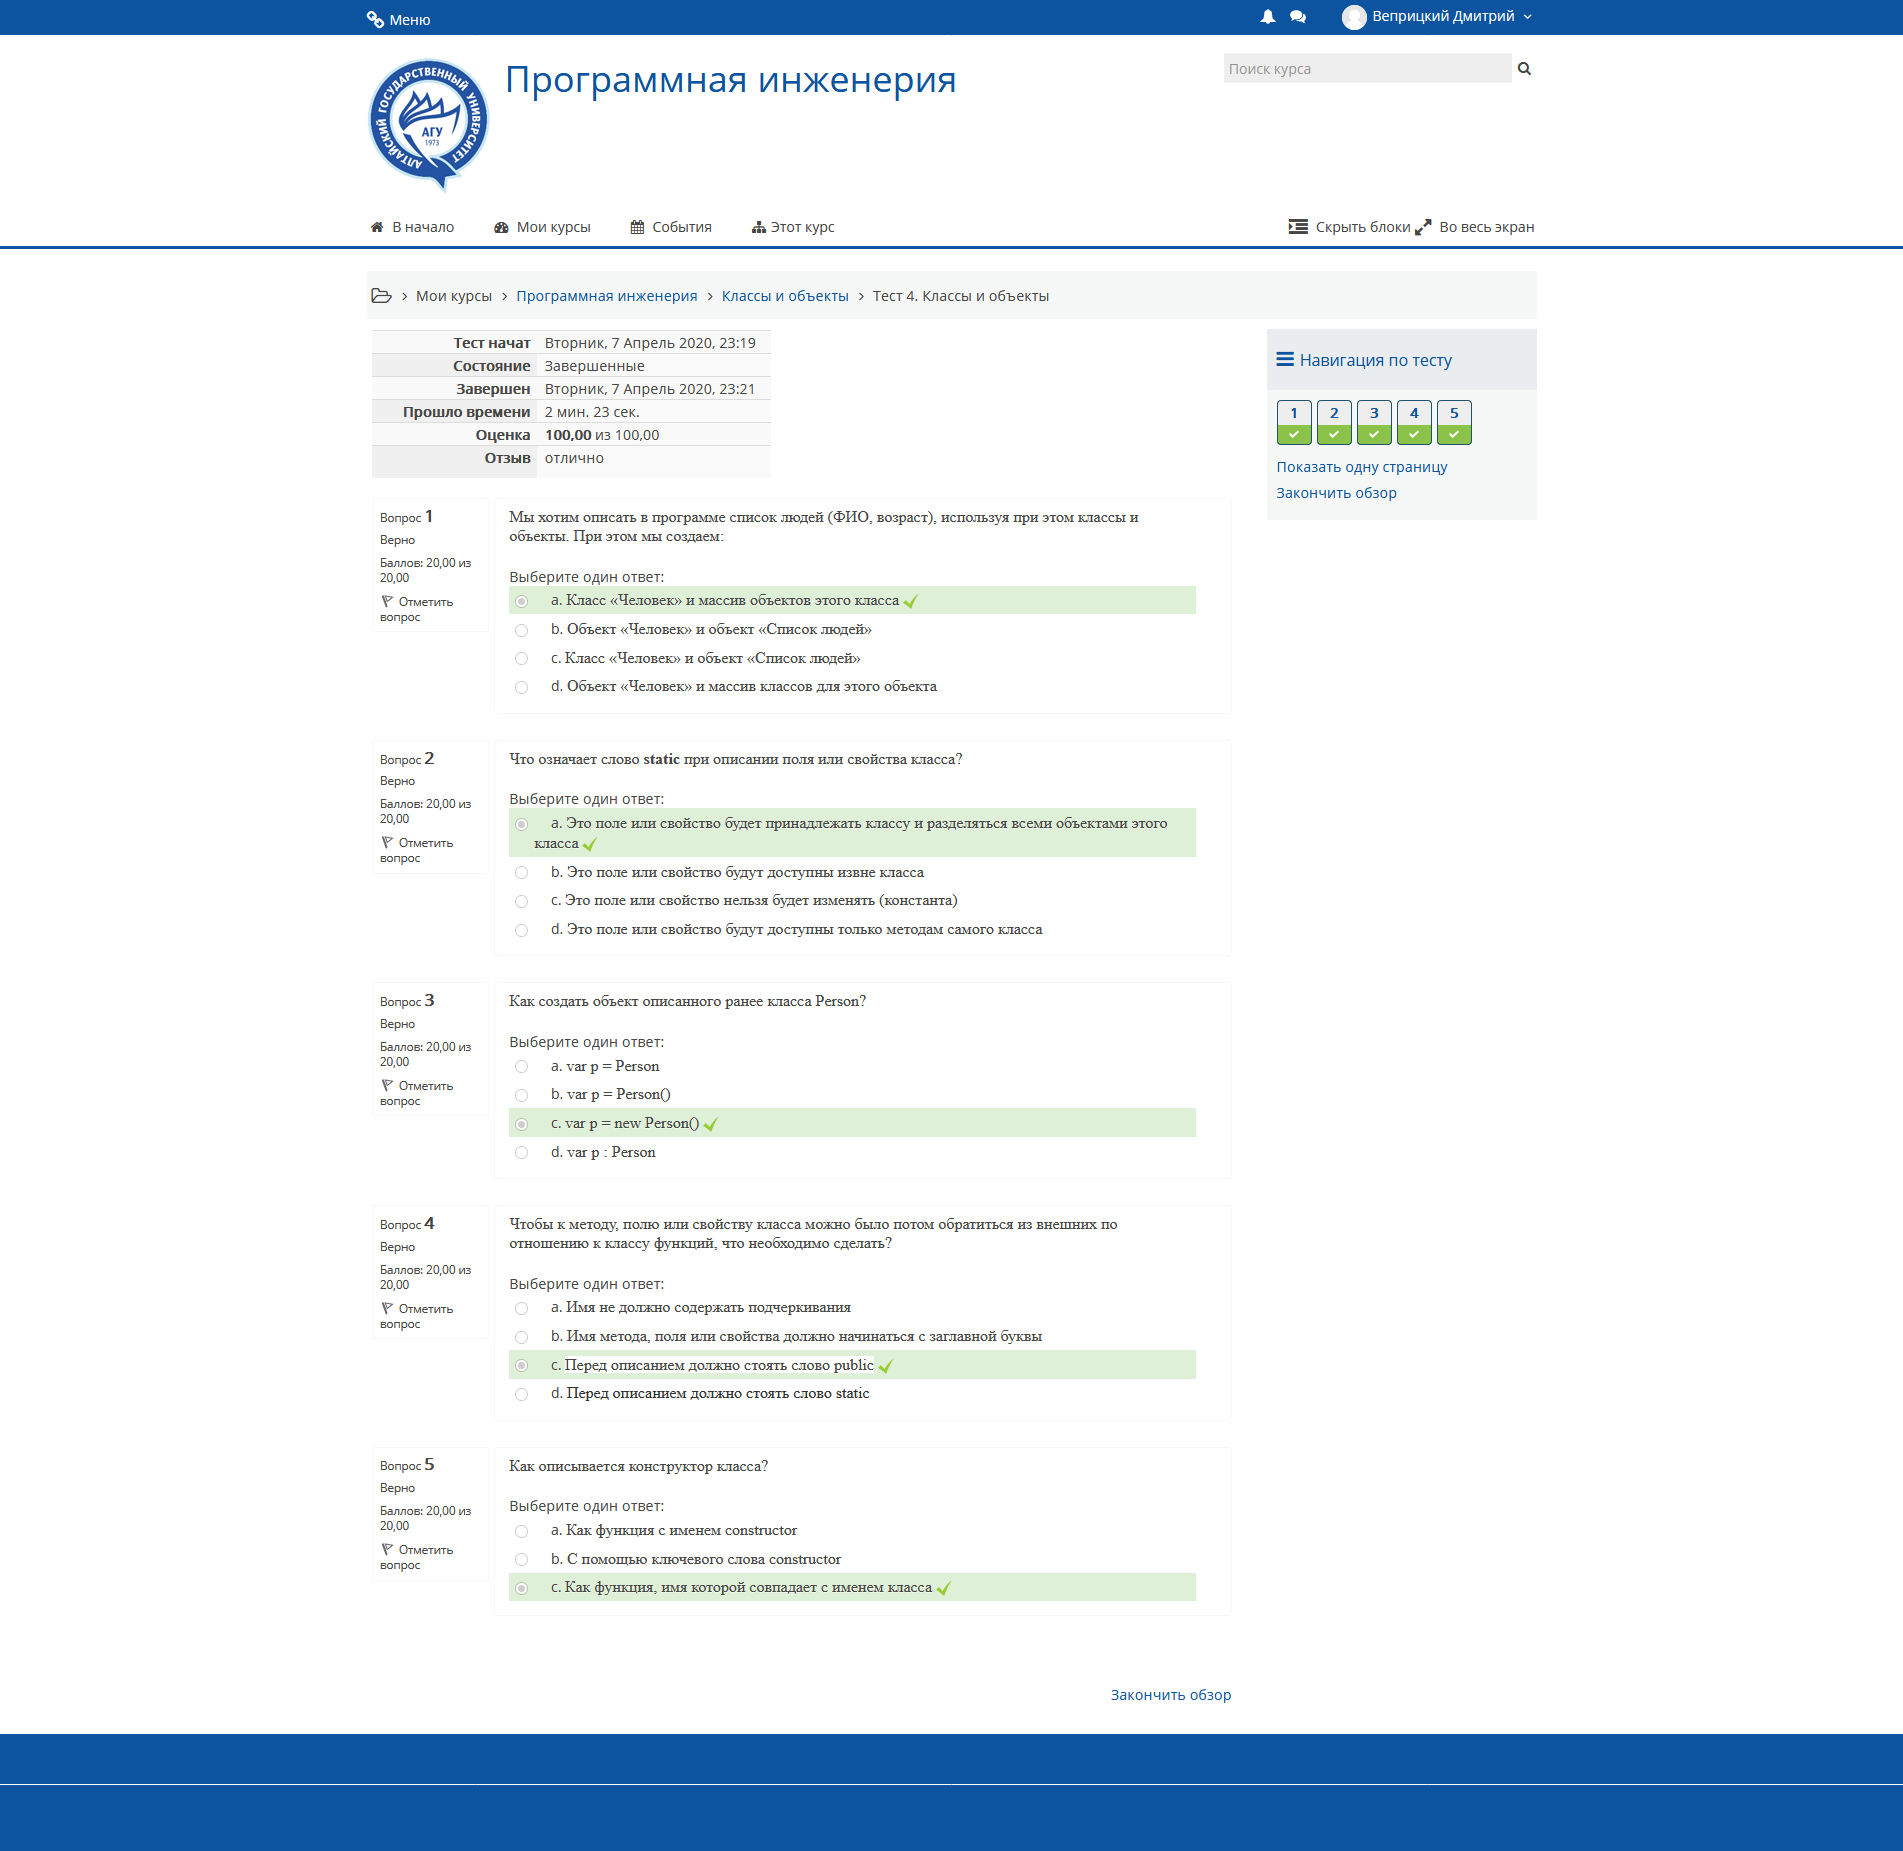 Меню
Веприцкий Дмитрий
АЛТАЙСКИЙ ГОСУДАРСТВЕННЫЙ УНИВЕРСИТЕТ
АГУ
1973
Программная инженерия
Поиск курса
В начало
Мои курсы
События
Этот курс
Скрыть блоки
Во весь экран
Мои курсы
Программная инженерия
Классы и объекты
Тест 4. Классы и объекты
Тест начат Вторник, 7 Апрель 2020, 23:19
Состояние Завершенные
Завершен Вторник, 7 Апрель 2020, 23:21
Прошло времени 2 мин. 23 сек.
Оценка 100,00 из 100,00
Отзыв отлично
Навигация по тесту
1 2 3 4 5
Показать одну страницу
Закончить обзор
Вопрос 1
Верно
Баллов: 20,00 из
20,00
Отметить
вопрос
Мы хотим описать в программе список людей (ФИО, возраст), используя при этом классы и
объекты. При этом мы создаем:
Выберите один ответ:
a. Класс «Человек» и массив объектов этого класса
b. Объект «Человек» и объект «Список людей»
c. Класс «Человек» и объект «Список людей»
d. Объект «Человек» и массив классов для этого объекта
Вопрос 2
Верно
Баллов: 20,00 из
20,00
Отметить
вопрос
Что означает слово static при описании поля или свойства класса?
Выберите один ответ:
a. Это поле или свойство будет принадлежать классу и разделяться всеми объектами этого
класса
b. Это поле или свойство будут доступны извне класса
c. Это поле или свойство нельзя будет изменять (константа)
d. Это поле или свойство будут доступны только методам самого класса
Вопрос 3
Верно
Баллов: 20,00 из
20,00
Отметить
вопрос
Как создать объект описанного ранее класса Person?
Выберите один ответ:
a. var p = Person
b. var p = Person()
c. var p = new Person()
d. var p : Person
Вопрос 4
Верно
Баллов: 20,00 из
20,00
Отметить
вопрос
Чтобы к методу, полю или свойству класса можно было потом обратиться из внешних по
отношению к классу функций, что необходимо сделать?
Выберите один ответ:
a. Имя не должно содержать подчеркивания
b. Имя метода, поля или свойства должно начинаться с заглавной буквы
c. Перед описанием должно стоять слово public
d. Перед описанием должно стоять слово static
Вопрос 5
Верно
Баллов: 20,00 из
20,00
Отметить
вопрос
Как описывается конструктор класса?
Выберите один ответ:
a. Как функция с именем constructor
b. С помощью ключевого слова constructor
c. Как функция, имя которой совпадает с именем класса
Закончить обзор